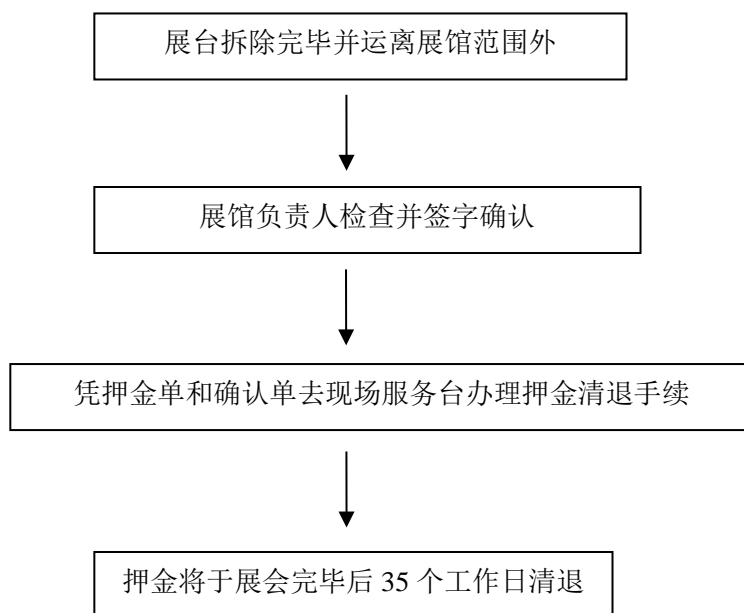 展台拆除完毕并运离展馆范围外
展馆负责人检查并签字确认
凭押金单和确认单去现场服务台办理押金清退手续
押金将于展会完毕后 35 个工作日清退